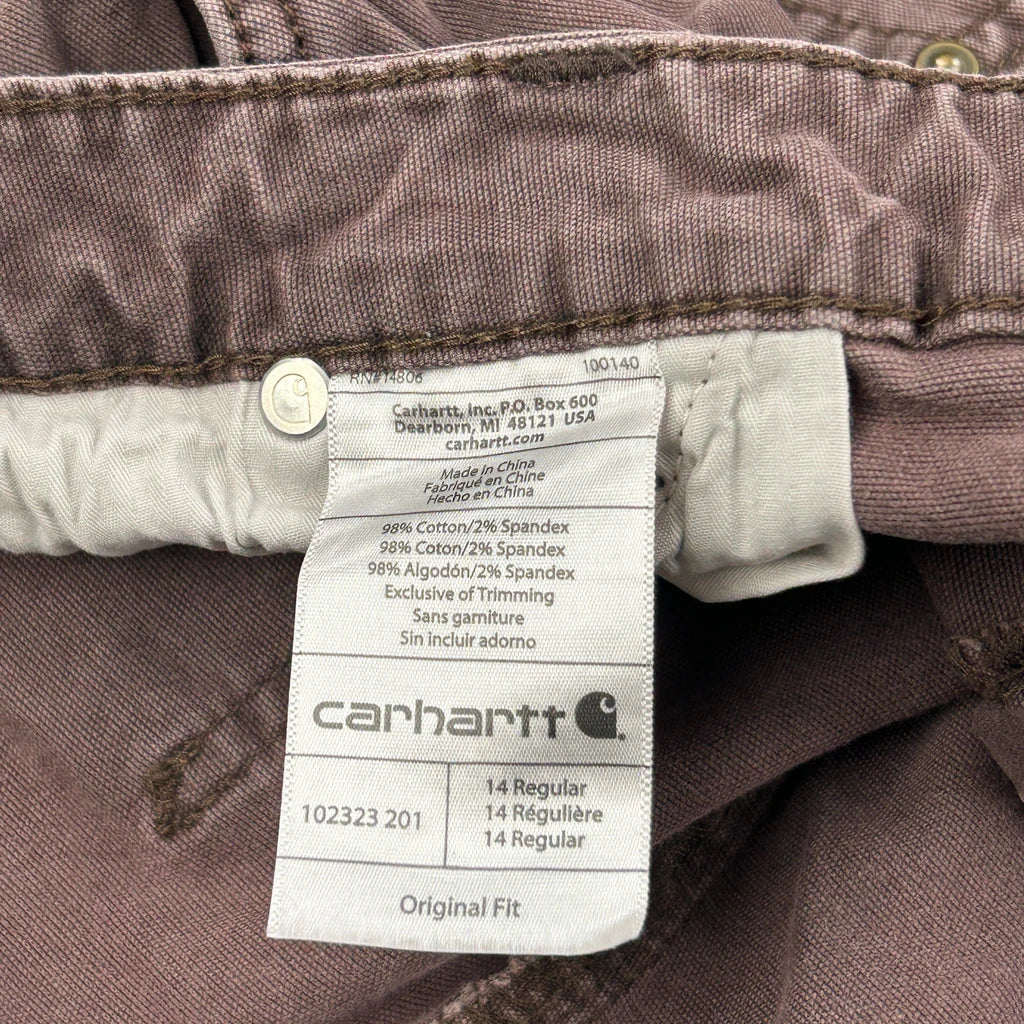 RN#14806 100140
Carhartt, Inc. P.O. Box 600
Dearborn, MI 48121 USA
carhartt.com
Made in China
Fabriqué en Chine
Hecho en China
98% Cotton/2% Spandex
98% Coton/2% Spandex
98% Algodón/2% Spandex
Exclusive of Trimming
Sans garniture
Sin incluir adorno
carhartt
102323 201
14 Regular
14 Régulière
14 Regular
Original Fit